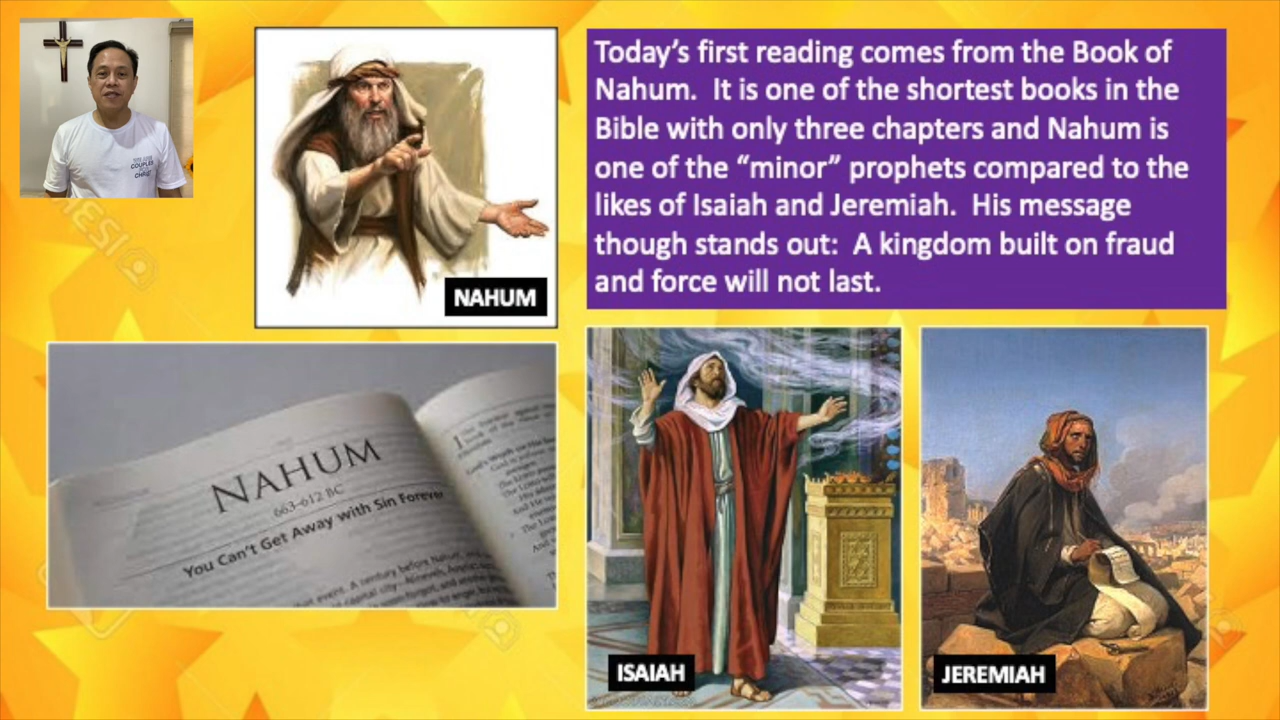 COUPLES
CHRIST
NAHUM
Today's first reading comes from the Book of
Nahum.  It is one of the shortest books in the
Bible with only three chapters and Nahum is
one of the “minor” prophets compared to the
likes of Isaiah and Jeremiah.  His message
though stands out:  A kingdom built on fraud
and force will not last.
NAHUM
663–612 BC
You Can't Get Away with Sin Forever
ISAIAH
JEREMIAH